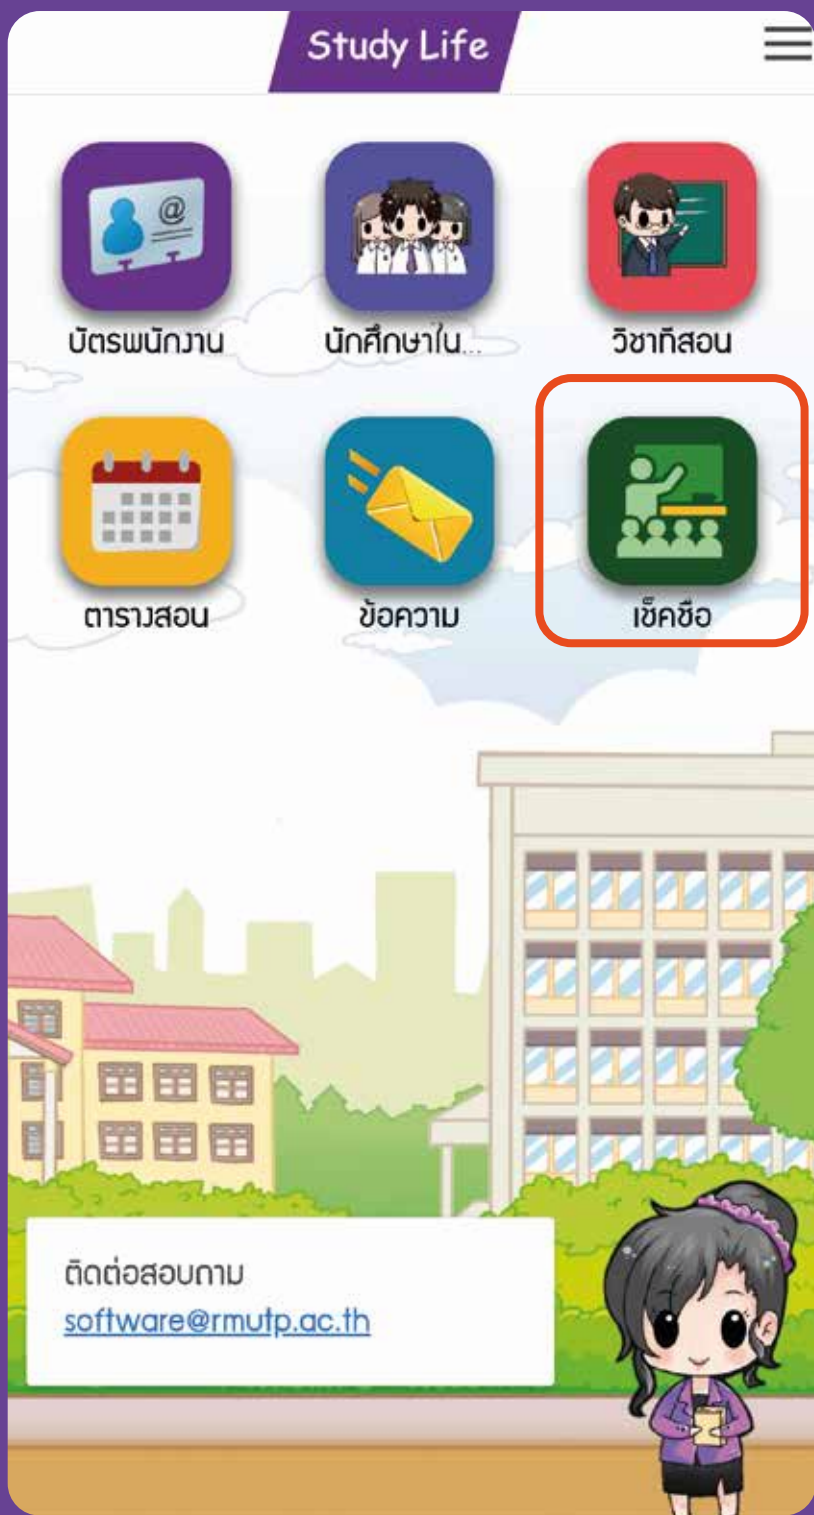 Study Life
@
บัตรพนักงาน
นักศึกษาใน...
วิชาที่สอน
ตารางสอน
ข้อความ
เช็คชื่อ
ติดต่อสอบถาม
software@rmutp.ac.th